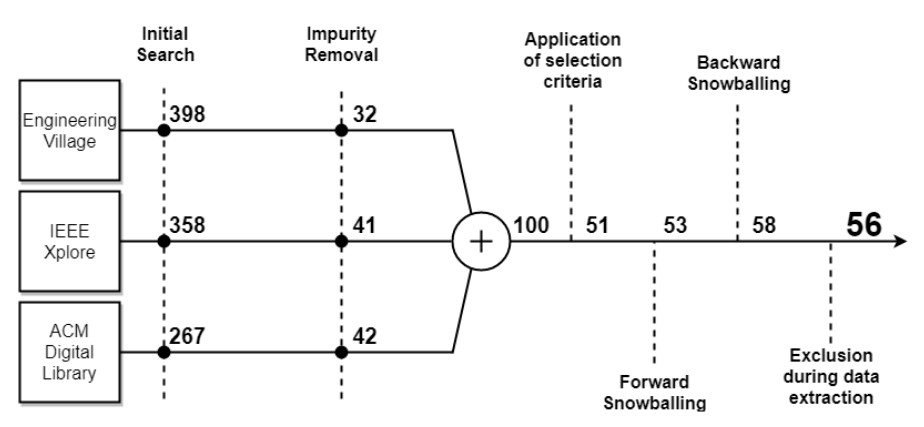 Initial
Search
Impurity
Removal
Application
of selection
criteria
Backward
Snowballing
Engineering
Village
398
32
IEEE
Xplore
358
41
+
100
51
53
58
56
ACM
Digital
Library
267
42
Forward
Snowballing
Exclusion
during data
extraction